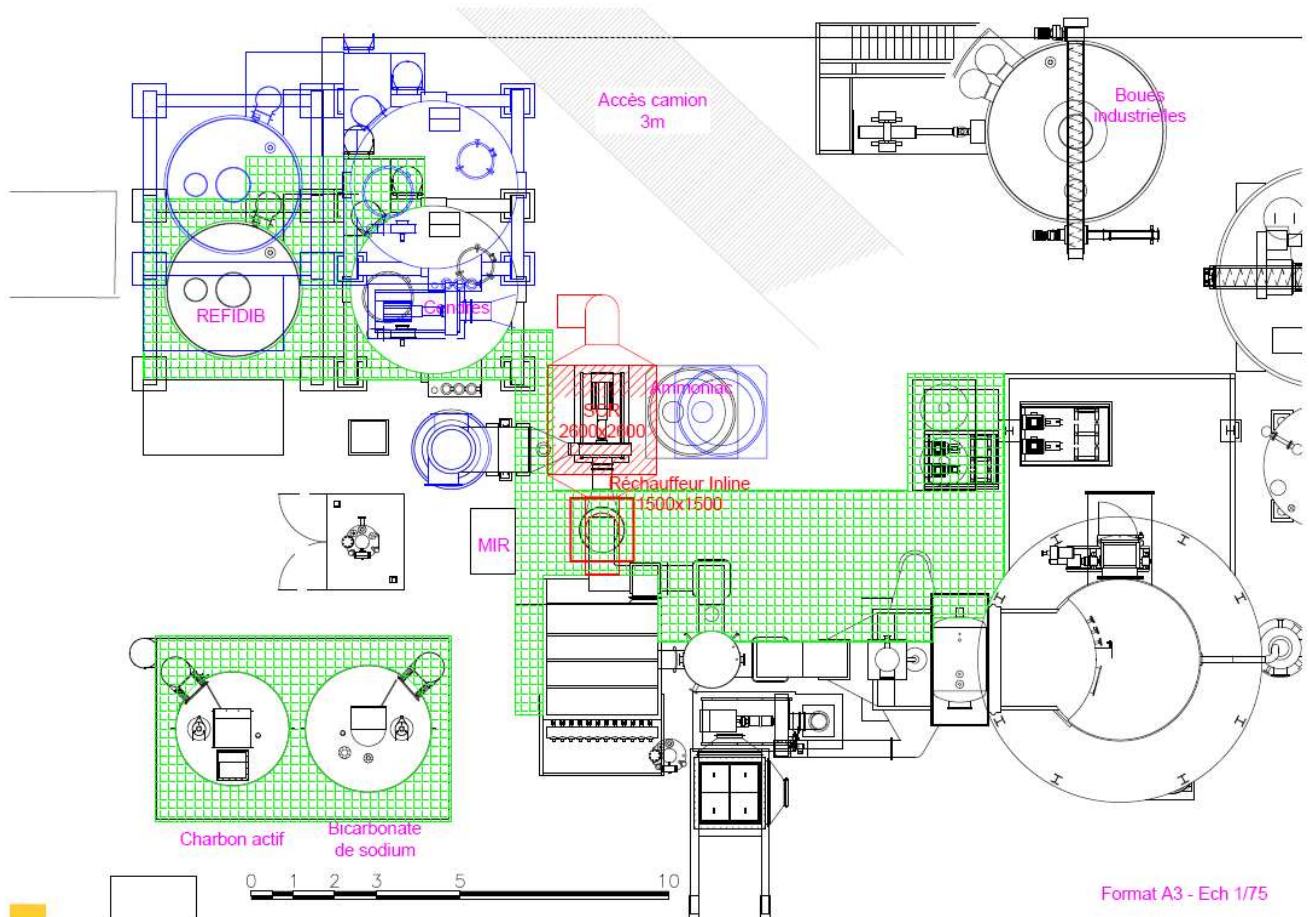 Accès camion
3m
Boues
industrielles
REFIDIB
Cendres
Ammoniac
SCR
2600x2600
Réchauffeur Inline
1500x1500
MIR
Charbon actif
Bicarbonate
de sodium
0 1 2 3 5 10
Format A3 - Ech 1/75